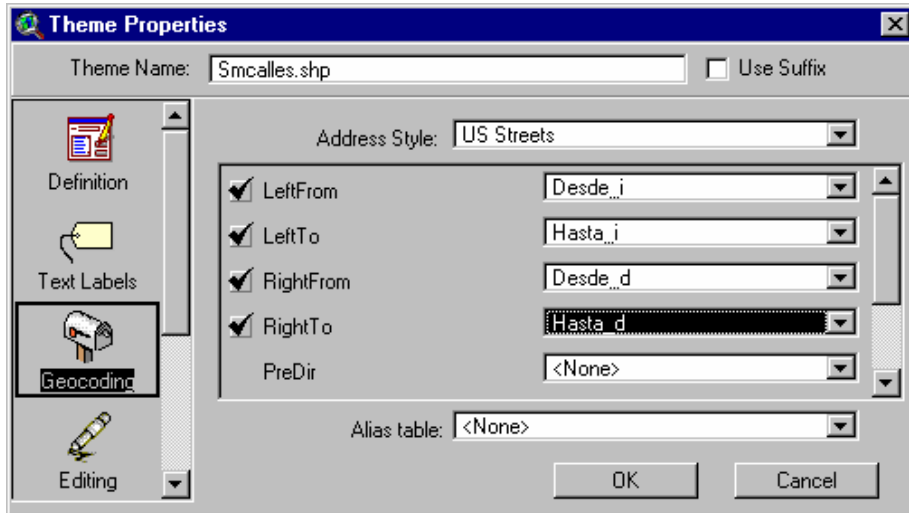 Theme Properties
Theme Name: Smcalles.shp Use Suffix
Definition
Text Labels
Geocoding
Editing
Address Style: US Streets
LeftFrom Desde_i
LeftTo Hasta_i
RightFrom Desde_d
RightTo Hasta_d
PreDir <None>
Alias table: <None>
OK Cancel